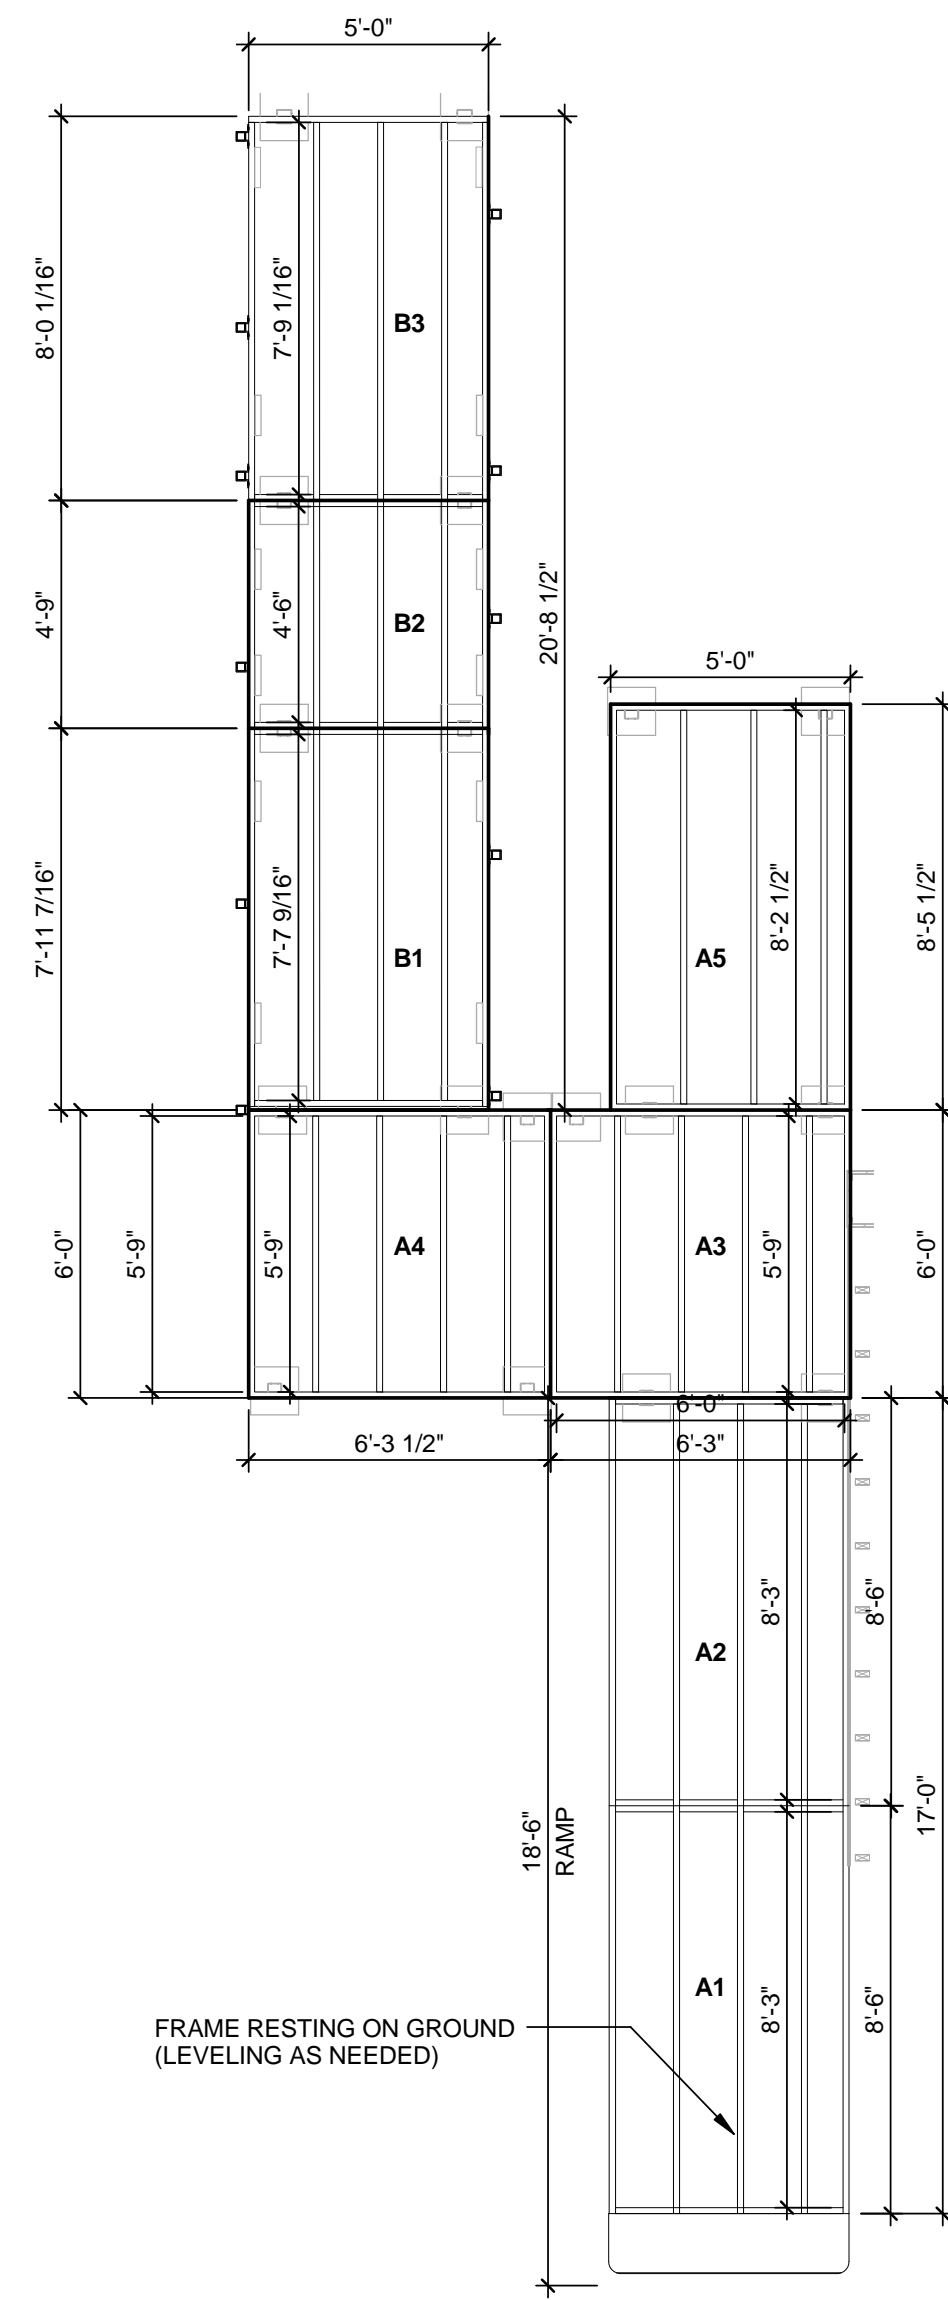 5'-0"
8'-0 1/16"
7'-9 1/16"
B3
4'-9"
4'-6"
B2
20'-8 1/2"
5'-0"
7'-11 7/16"
7'-7 9/16"
B1
8'-2 1/2"
A5
8'-5 1/2"
6'-0"
5'-9"
5'-9"
A4
A3
5'-9"
6'-0"
6'-0"
6'-3 1/2"
6'-3"
8'-3"
8'-6"
A2
18'-6"
RAMP
17'-0"
A1
8'-3"
8'-6"
FRAME RESTING ON GROUND
(LEVELING AS NEEDED)